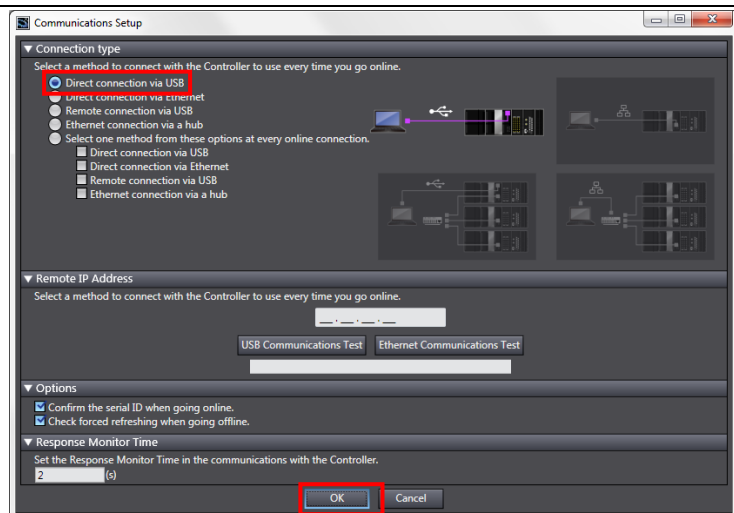 Communications Setup
▼ Connection type
Select a method to connect with the Controller to use every time you go online.
Direct connection via USB
Direct connection via Ethernet
Remote connection via USB
Ethernet connection via a hub
Select one method from these options at every online connection.
Direct connection via USB
Direct connection via Ethernet
Remote connection via USB
Ethernet connection via a hub
▼ Remote IP Address
Select a method to connect with the Controller to use every time you go online.
__.__.__.__
USB Communications Test Ethernet Communications Test
▼ Options
Confirm the serial ID when going online.
Check forced refreshing when going offline.
▼ Response Monitor Time
Set the Response Monitor Time in the communications with the Controller.
2 (s)
OK Cancel